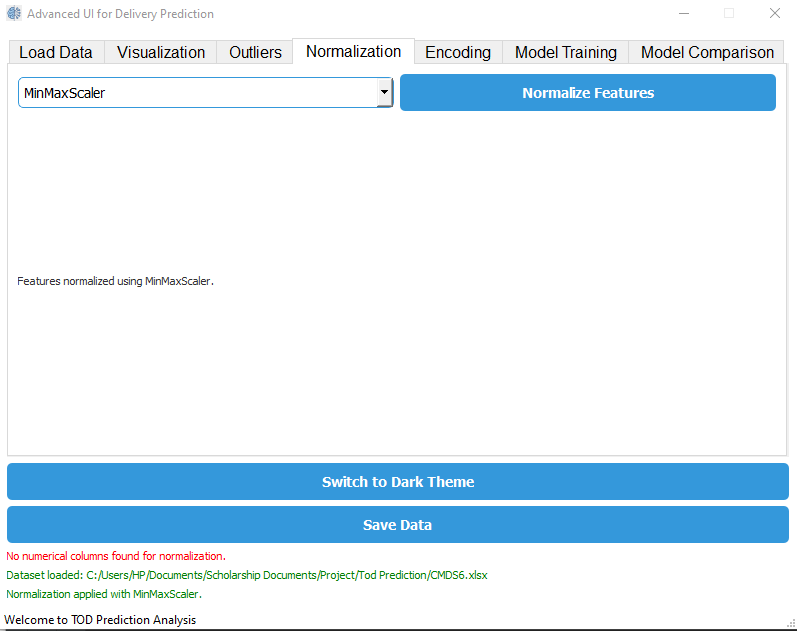 Advanced UI for Delivery Prediction
Load Data Visualization Outliers Normalization Encoding Model Training Model Comparison
MinMaxScaler Normalize Features
Features normalized using MinMaxScaler.
Switch to Dark Theme
Save Data
No numerical columns found for normalization.
Dataset loaded: C:/Users/HP/Documents/Scholarship Documents/Project/Tod Prediction/CMDS6.xlsx
Normalization applied with MinMaxScaler.
Welcome to TOD Prediction Analysis